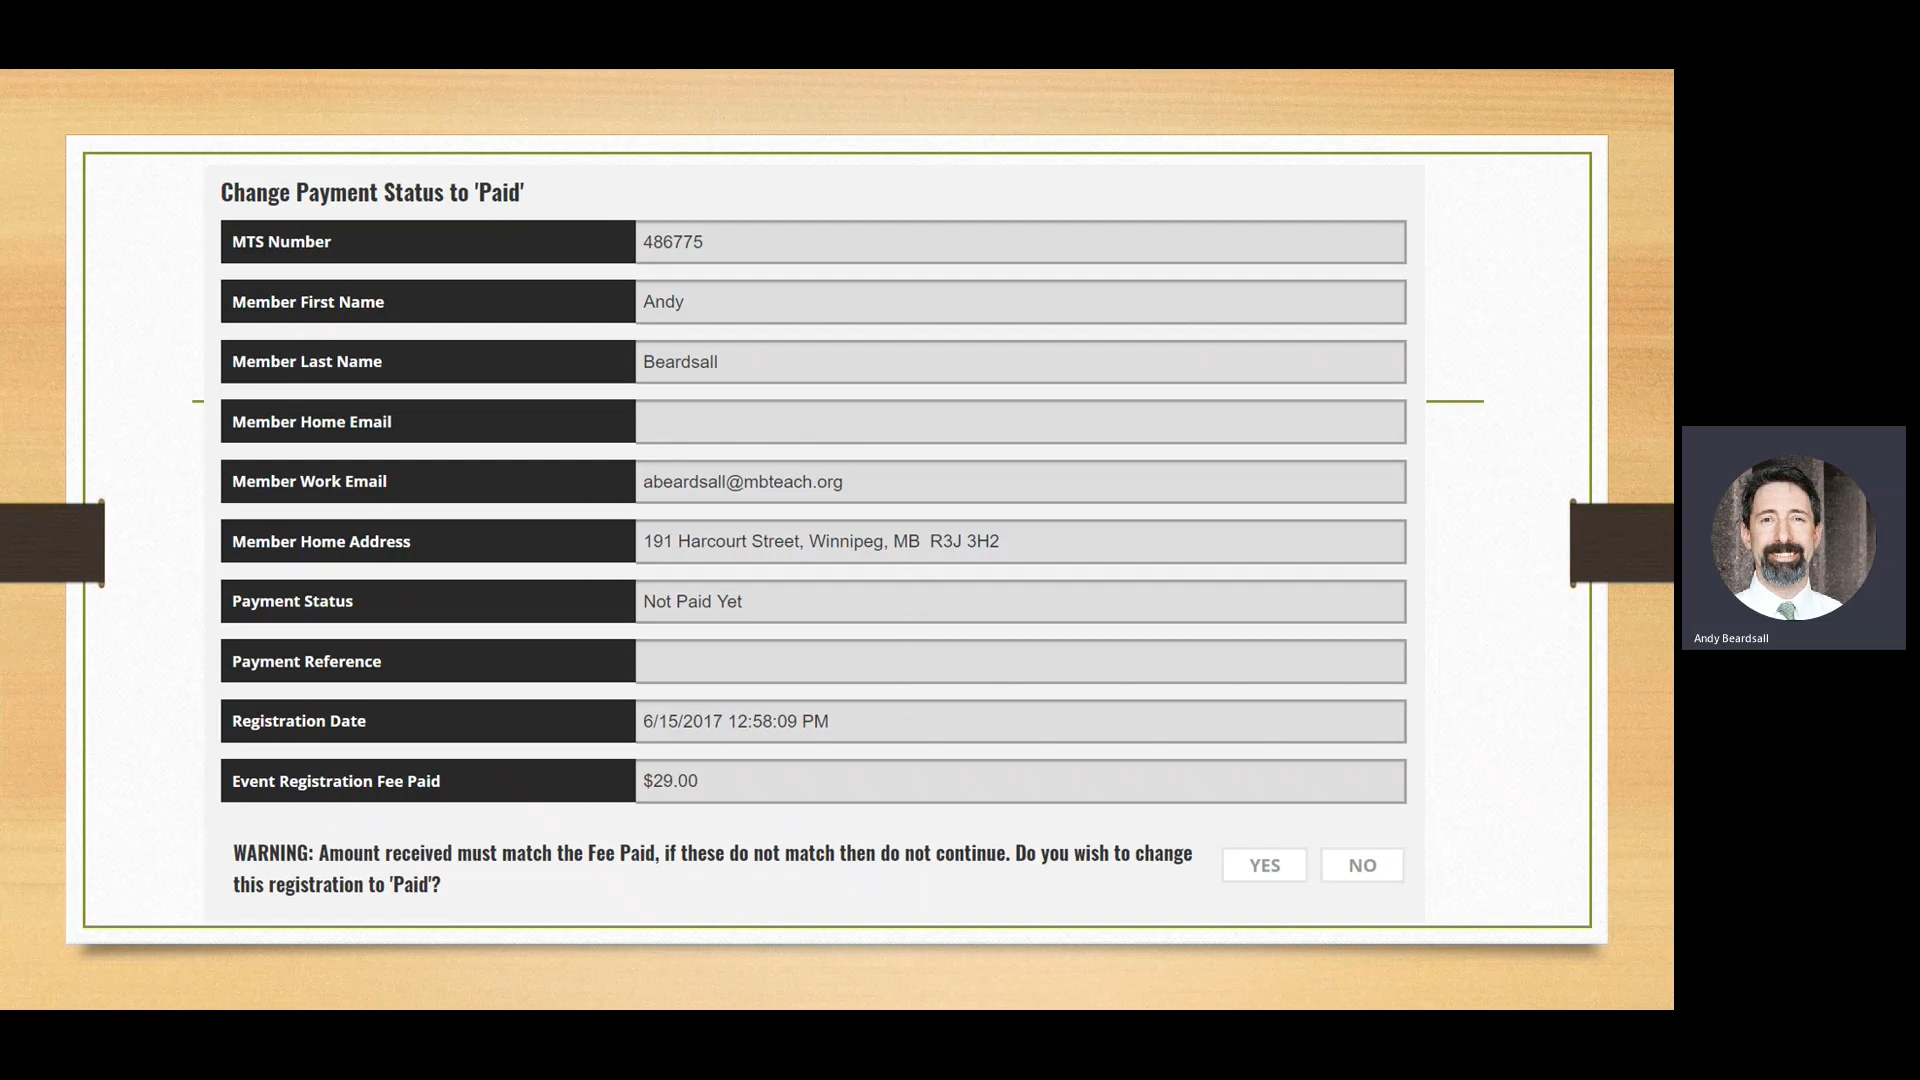 Change Payment Status to 'Paid'
MTS Number 486775
Member First Name Andy
Member Last Name Beardsall
Member Home Email
Member Work Email abeardsall@mbteach.org
Member Home Address 191 Harcourt Street, Winnipeg, MB  R3J 3H2
Payment Status Not Paid Yet
Payment Reference
Registration Date 6/15/2017 12:58:09 PM
Event Registration Fee Paid $29.00
WARNING: Amount received must match the Fee Paid, if these do not match then do not continue. Do you wish to change
this registration to 'Paid'?
YES NO
Andy Beardsall